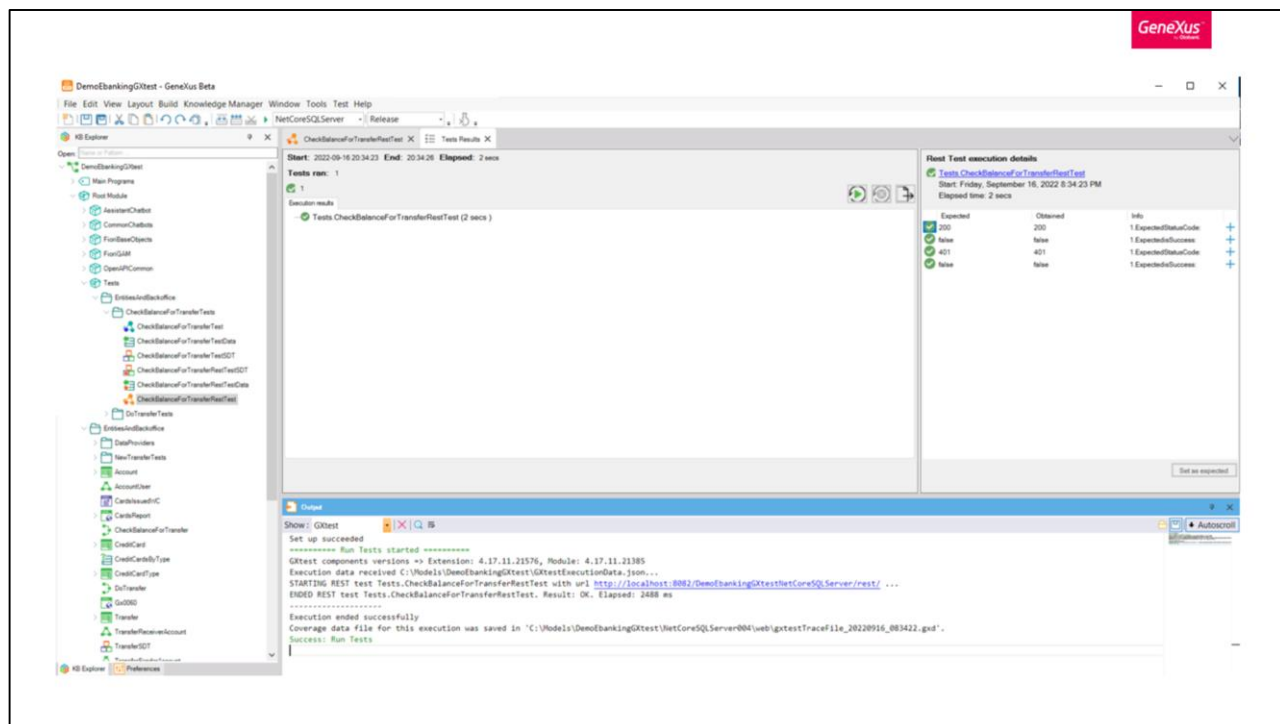 GeneXus
by Globant
DemoEbankingGXtest - GeneXus Beta
File Edit View Layout Build Knowledge Manager Window Tools Test Help
NetCoreSQLServer Release
KB Explorer
CheckBalanceForTransferRestTest
Tests Results
Open: Name or Pattern
DemoEbankingGXtest
Main Programs
Root Module
AssistentChatbot
CommonChatbots
FionBaseObjects
FionGAM
OpenAPICommon
Tests
EntitiesAndBackoffice
CheckBalanceForTransferTests
CheckBalanceForTransferTest
CheckBalanceForTransferTestData
CheckBalanceForTransferTestSDT
CheckBalanceForTransferRestTestSDT
CheckBalanceForTransferRestTestData
CheckBalanceForTransferRestTest
DoTransferTests
EntitiesAndBackoffice
DataProviders
NewTransferTests
Account
AccountUser
CardsIssuedVC
CardsReport
CheckBalanceForTransfer
CreditCard
CreditCardsByType
CreditCardType
DoTransfer
Gx0060
Transfer
TransferReceiverAccount
TransferSDT
TransferSenderAccount
KB Explorer Preferences
Start: 2022-09-16 20:34:23 End: 20:34:26 Elapsed: 2 secs
Tests ran: 1
1
Execution results
Tests.CheckBalanceForTransferRestTest (2 secs )
Rest Test execution details
Tests.CheckBalanceForTransferRestTest
Start: Friday, September 16, 2022 8:34:23 PM
Elapsed time: 2 secs
Expected Obtained Info
200 200 1.ExpectedStatusCode:
false false 1.ExpectedisSuccess:
401 401 1.ExpectedStatusCode:
false false 1.ExpectedisSuccess:
Set as expected
Output
Show: GXtest
Autoscroll
Set up succeeded
========== Run Tests started ==========
GXtest components versions => Extension: 4.17.11.21576, Module: 4.17.11.21385
Execution data received C:\Models\DemoEbankingGXtest\GXtestExecutionData.json...
STARTING REST test Tests.CheckBalanceForTransferRestTest with url http://localhost:8082/DemoEbankingGXtestNetCoreSQLServer/rest/ ...
ENDED REST test Tests.CheckBalanceForTransferRestTest. Result: OK. Elapsed: 2488 ms
--------------------
Execution ended successfully
Coverage data file for this execution was saved in 'C:\Models\DemoEbankingGXtest\NetCoreSQLServer004\web\gxtestTraceFile_20220916_083422.gxd'.
Success: Run Tests